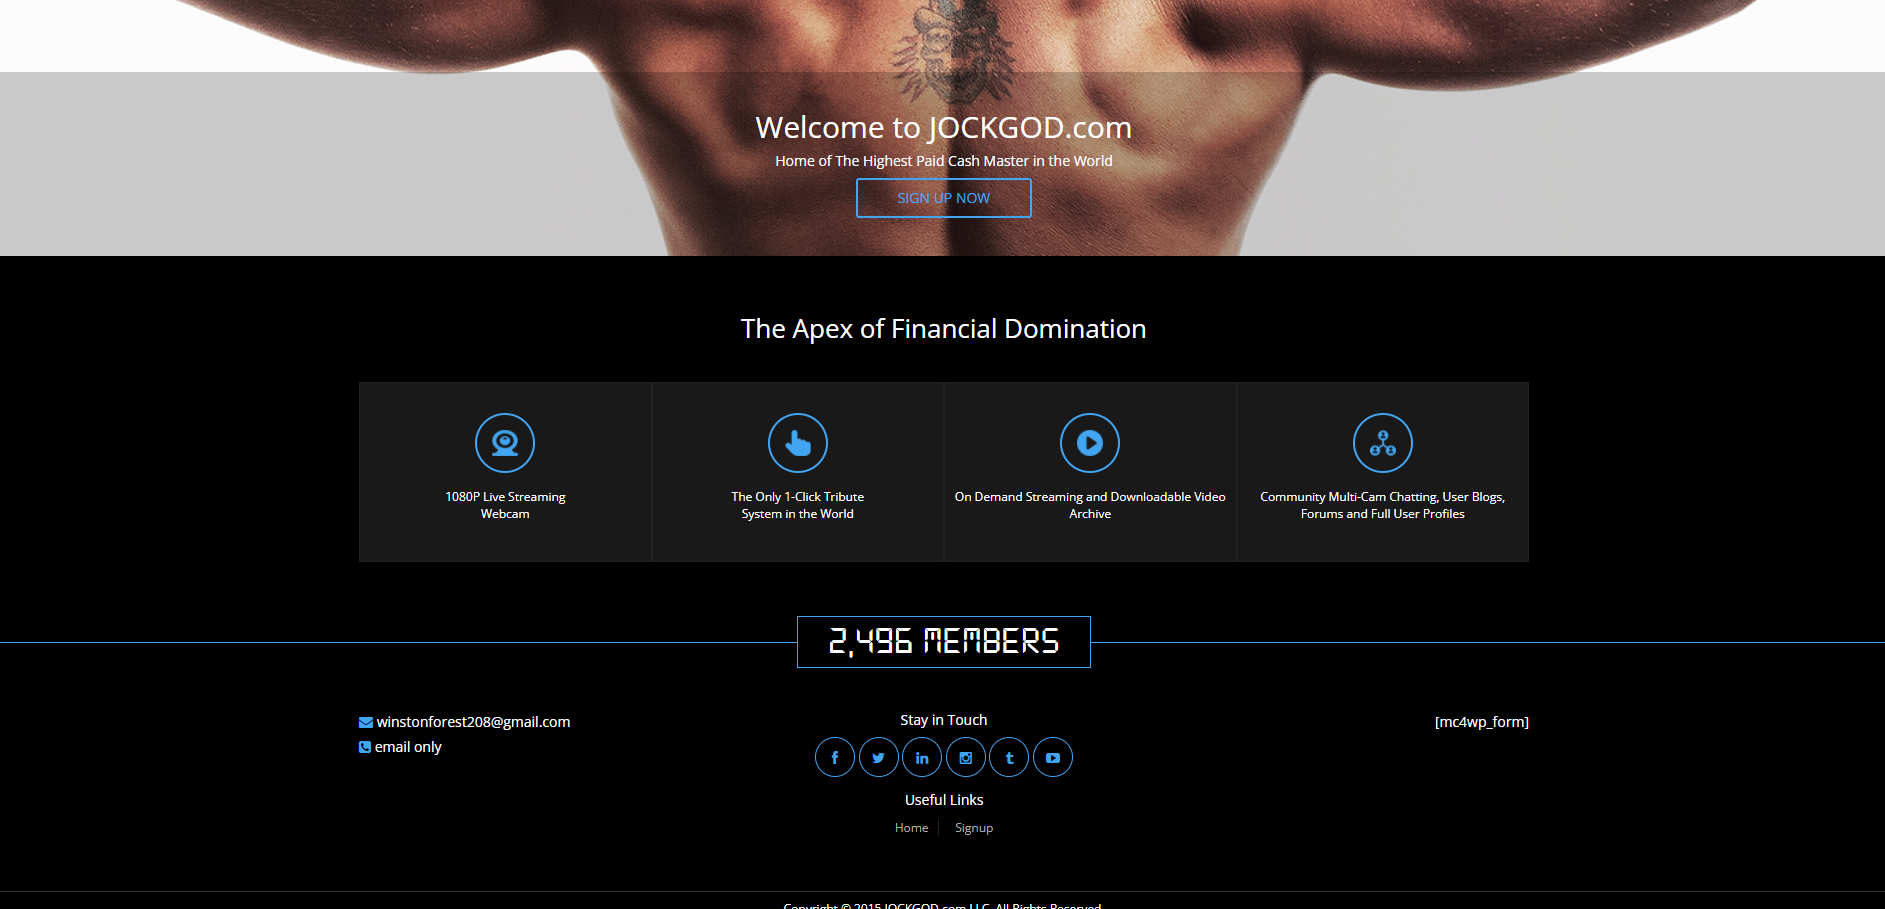 Welcome to JOCKGOD.com
Home of The Highest Paid Cash Master in the World
SIGN UP NOW
The Apex of Financial Domination
1080P Live Streaming
Webcam
The Only 1-Click Tribute
System in the World
On Demand Streaming and Downloadable Video
Archive
Community Multi-Cam Chatting, User Blogs,
Forums and Full User Profiles
2,496 MEMBERS
winstonforest208@gmail.com
email only
Stay in Touch
Useful Links
Home
Signup
[mc4wp_form]
Copyright © 2015 JOCKGOD.com LLC. All Rights Reserved